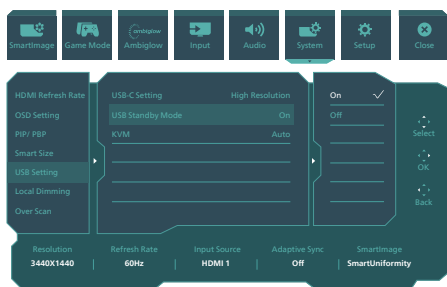 SmartImage Game Mode Ambiglow Input Audio System Setup Close
ambiglow
HDMI Refresh Rate
OSD Setting
PIP/ PBP
Smart Size
USB Setting
Local Dimming
Over Scan
USB-C Setting High Resolution
USB Standby Mode On
KVM Auto
On
Off
Select
OK
Back
Resolution Refresh Rate Input Source Adaptive Sync SmartImage
3440X1440 60Hz HDMI 1 Off SmartUniformity